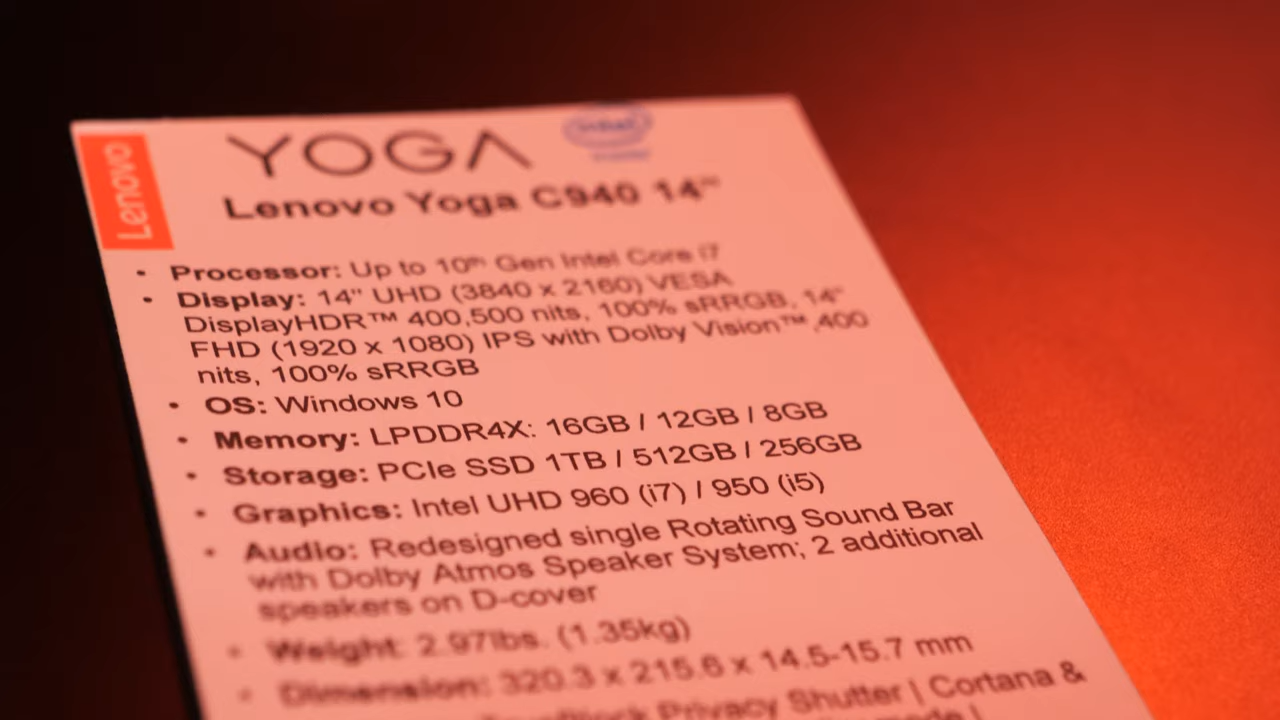 Lenovo
YOGA
intel
Lenovo Yoga C940 14"
• Processor: Up to 10th Gen Intel Core i7
• Display: 14" UHD (3840 x 2160) VESA
DisplayHDR™ 400,500 nits, 100% sRRGB, 14"
FHD (1920 x 1080) IPS with Dolby Vision™,400
nits, 100% sRRGB
• OS: Windows 10
• Memory: LPDDR4X: 16GB / 12GB / 8GB
• Storage: PCIe SSD 1TB / 512GB / 256GB
• Graphics: Intel UHD 960 (i7) / 950 (i5)
• Audio: Redesigned single Rotating Sound Bar
with Dolby Atmos Speaker System; 2 additional
speakers on D-cover
• Weight: 2.97lbs. (1.35kg)
• Dimension: 320.3 x 215.6 x 14.5-15.7 mm
Privacy Shutter | Cortana &